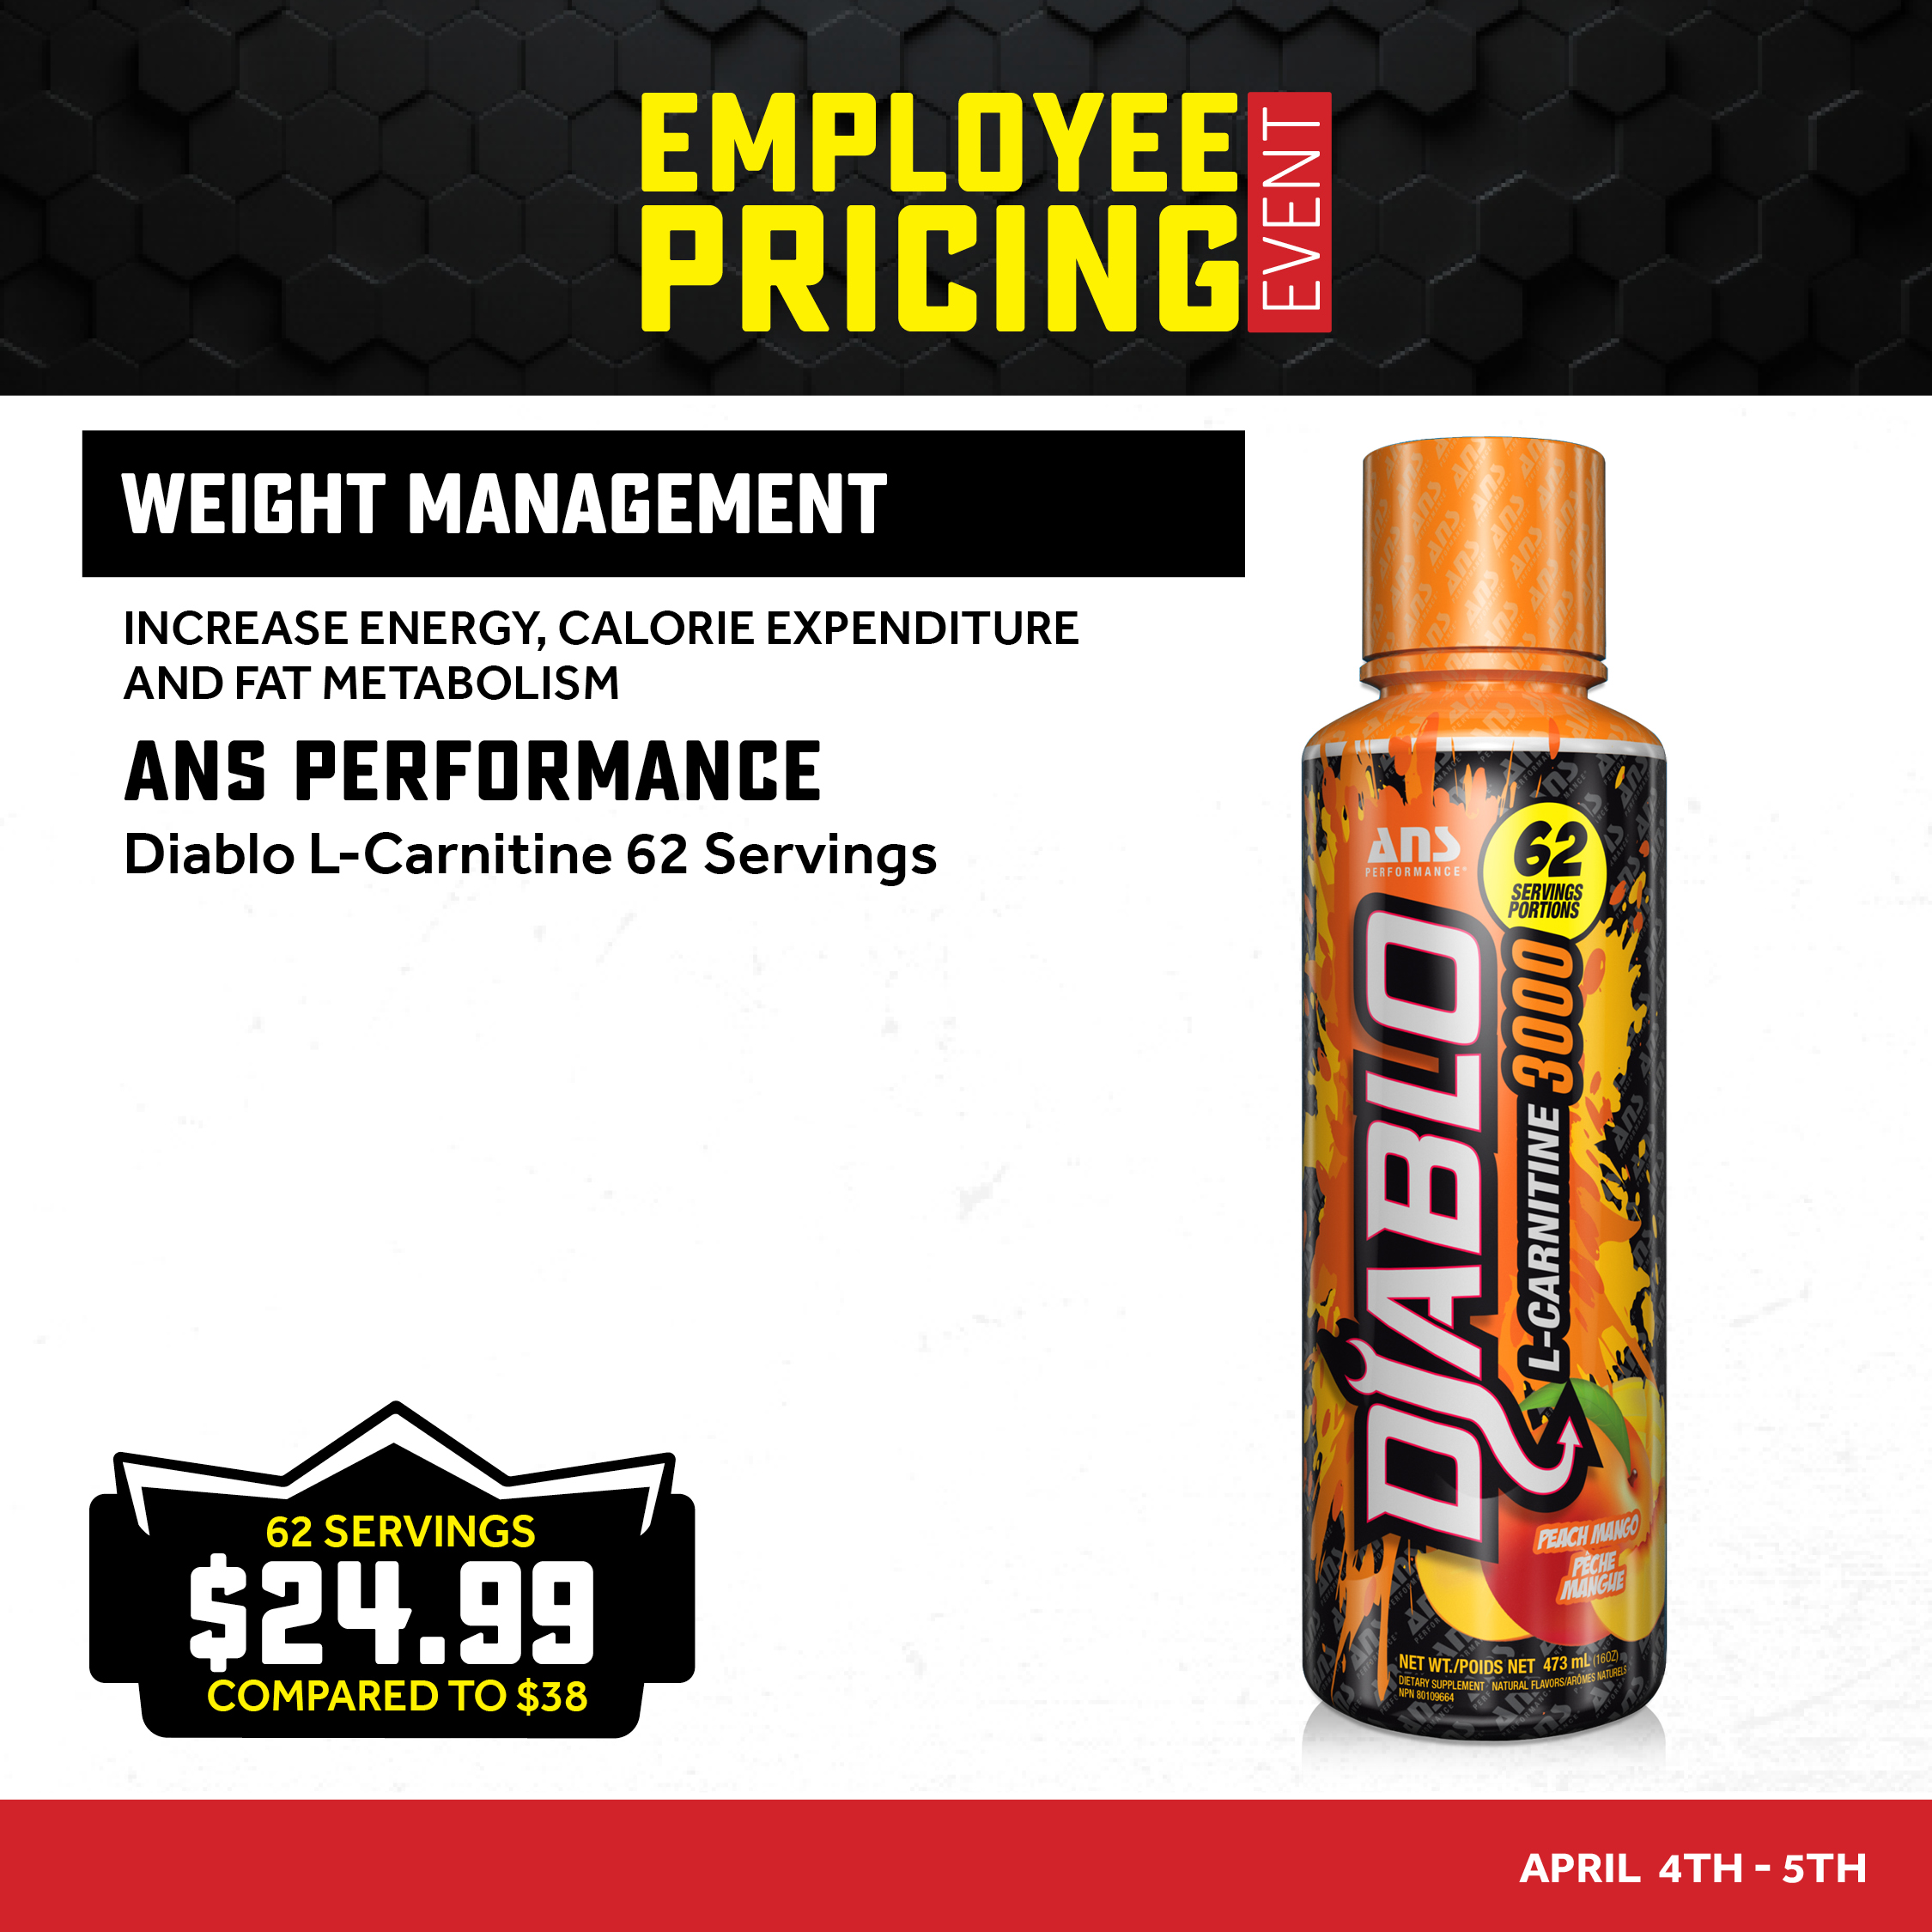 EMPLOYEE
PRICING
EVENT
WEIGHT MANAGEMENT
INCREASE ENERGY, CALORIE EXPENDITURE
AND FAT METABOLISM
ANS PERFORMANCE
Diablo L-Carnitine 62 Servings
ANS
PERFORMANCE
62
SERVINGS
PORTIONS
DIABLO
L-CARNITINE 3000
PEACH MANGO
PÊCHE
MANGUE
NET WT./POIDS NET 473 mL (16OZ)
DIETARY SUPPLEMENT NATURAL FLAVORS/ARÔMES NATURELS
NPN 80109664
62 SERVINGS
$24.99
COMPARED TO $38
APRIL 4TH - 5TH